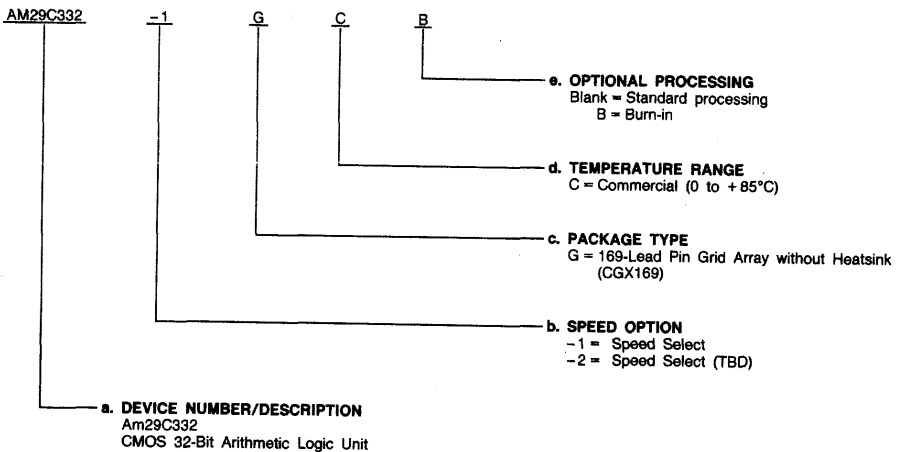 AM29C332 -1 G C B
e. OPTIONAL PROCESSING
Blank = Standard processing
B = Burn-in
d. TEMPERATURE RANGE
C = Commercial (0 to +85°C)
c. PACKAGE TYPE
G = 169-Lead Pin Grid Array without Heatsink
(CGX169)
b. SPEED OPTION
-1 = Speed Select
-2 = Speed Select (TBD)
a. DEVICE NUMBER/DESCRIPTION
Am29C332
CMOS 32-Bit Arithmetic Logic Unit